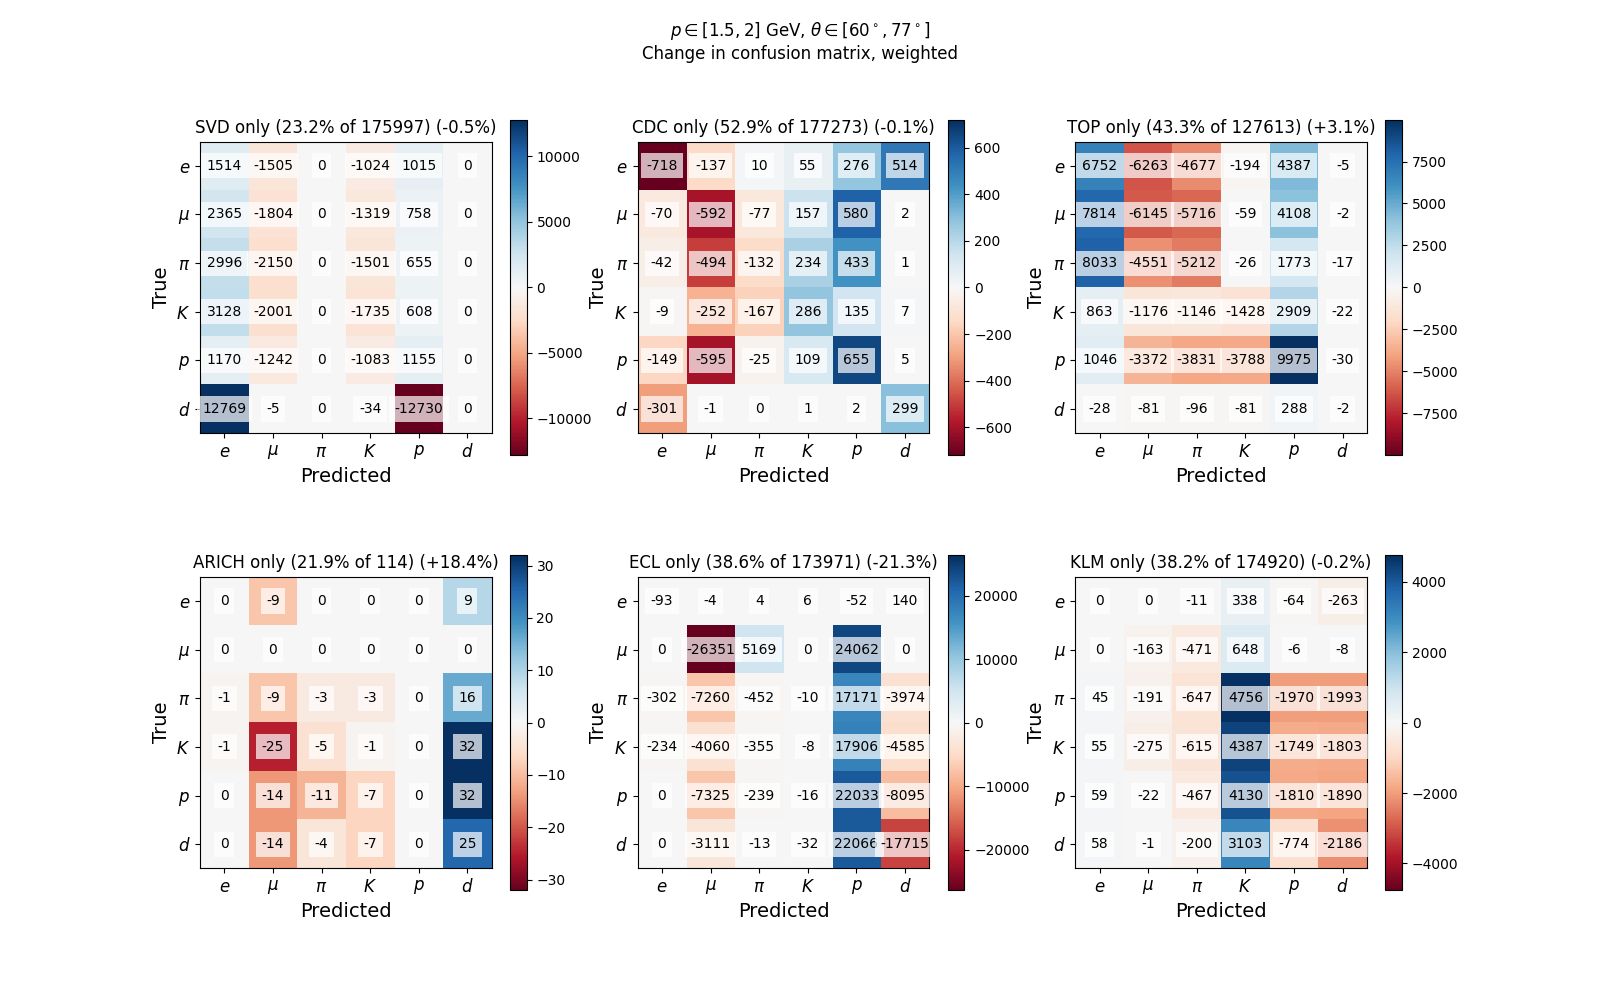 p ∈ [1.5, 2] GeV, θ ∈ [60°, 77°]
Change in confusion matrix, weighted
SVD only (23.2% of 175997) (-0.5%)
e 1514 -1505 0 -1024 1015 0
μ 2365 -1804 0 -1319 758 0
π 2996 -2150 0 -1501 655 0
K 3128 -2001 0 -1735 608 0
p 1170 -1242 0 -1083 1155 0
d 12769 -5 0 -34 -12730 0
e μ π K p d
Predicted
True
10000
5000
0
−5000
−10000
CDC only (52.9% of 177273) (-0.1%)
e -718 -137 10 55 276 514
μ -70 -592 -77 157 580 2
π -42 -494 -132 234 433 1
K -9 -252 -167 286 135 7
p -149 -595 -25 109 655 5
d -301 -1 0 1 2 299
e μ π K p d
Predicted
True
600
400
200
0
−200
−400
−600
TOP only (43.3% of 127613) (+3.1%)
e 6752 -6263 -4677 -194 4387 -5
μ 7814 -6145 -5716 -59 4108 -2
π 8033 -4551 -5212 -26 1773 -17
K 863 -1176 -1146 -1428 2909 -22
p 1046 -3372 -3831 -3788 9975 -30
d -28 -81 -96 -81 288 -2
e μ π K p d
Predicted
True
7500
5000
2500
0
−2500
−5000
−7500
ARICH only (21.9% of 114) (+18.4%)
e 0 -9 0 0 0 9
μ 0 0 0 0 0 0
π -1 -9 -3 -3 0 16
K -1 -25 -5 -1 0 32
p 0 -14 -11 -7 0 32
d 0 -14 -4 -7 0 25
e μ π K p d
Predicted
True
30
20
10
0
−10
−20
−30
ECL only (38.6% of 173971) (-21.3%)
e -93 -4 4 6 -52 140
μ 0 -26351 5169 0 24062 0
π -302 -7260 -452 -10 17171 -3974
K -234 -4060 -355 -8 17906 -4585
p 0 -7325 -239 -16 22033 -8095
d 0 -3111 -13 -32 22066 -17715
e μ π K p d
Predicted
True
20000
10000
0
−10000
−20000
KLM only (38.2% of 174920) (-0.2%)
e 0 0 -11 338 -64 -263
μ 0 -163 -471 648 -6 -8
π 45 -191 -647 4756 -1970 -1993
K 55 -275 -615 4387 -1749 -1803
p 59 -22 -467 4130 -1810 -1890
d 58 -1 -200 3103 -774 -2186
e μ π K p d
Predicted
True
4000
2000
0
−2000
−4000